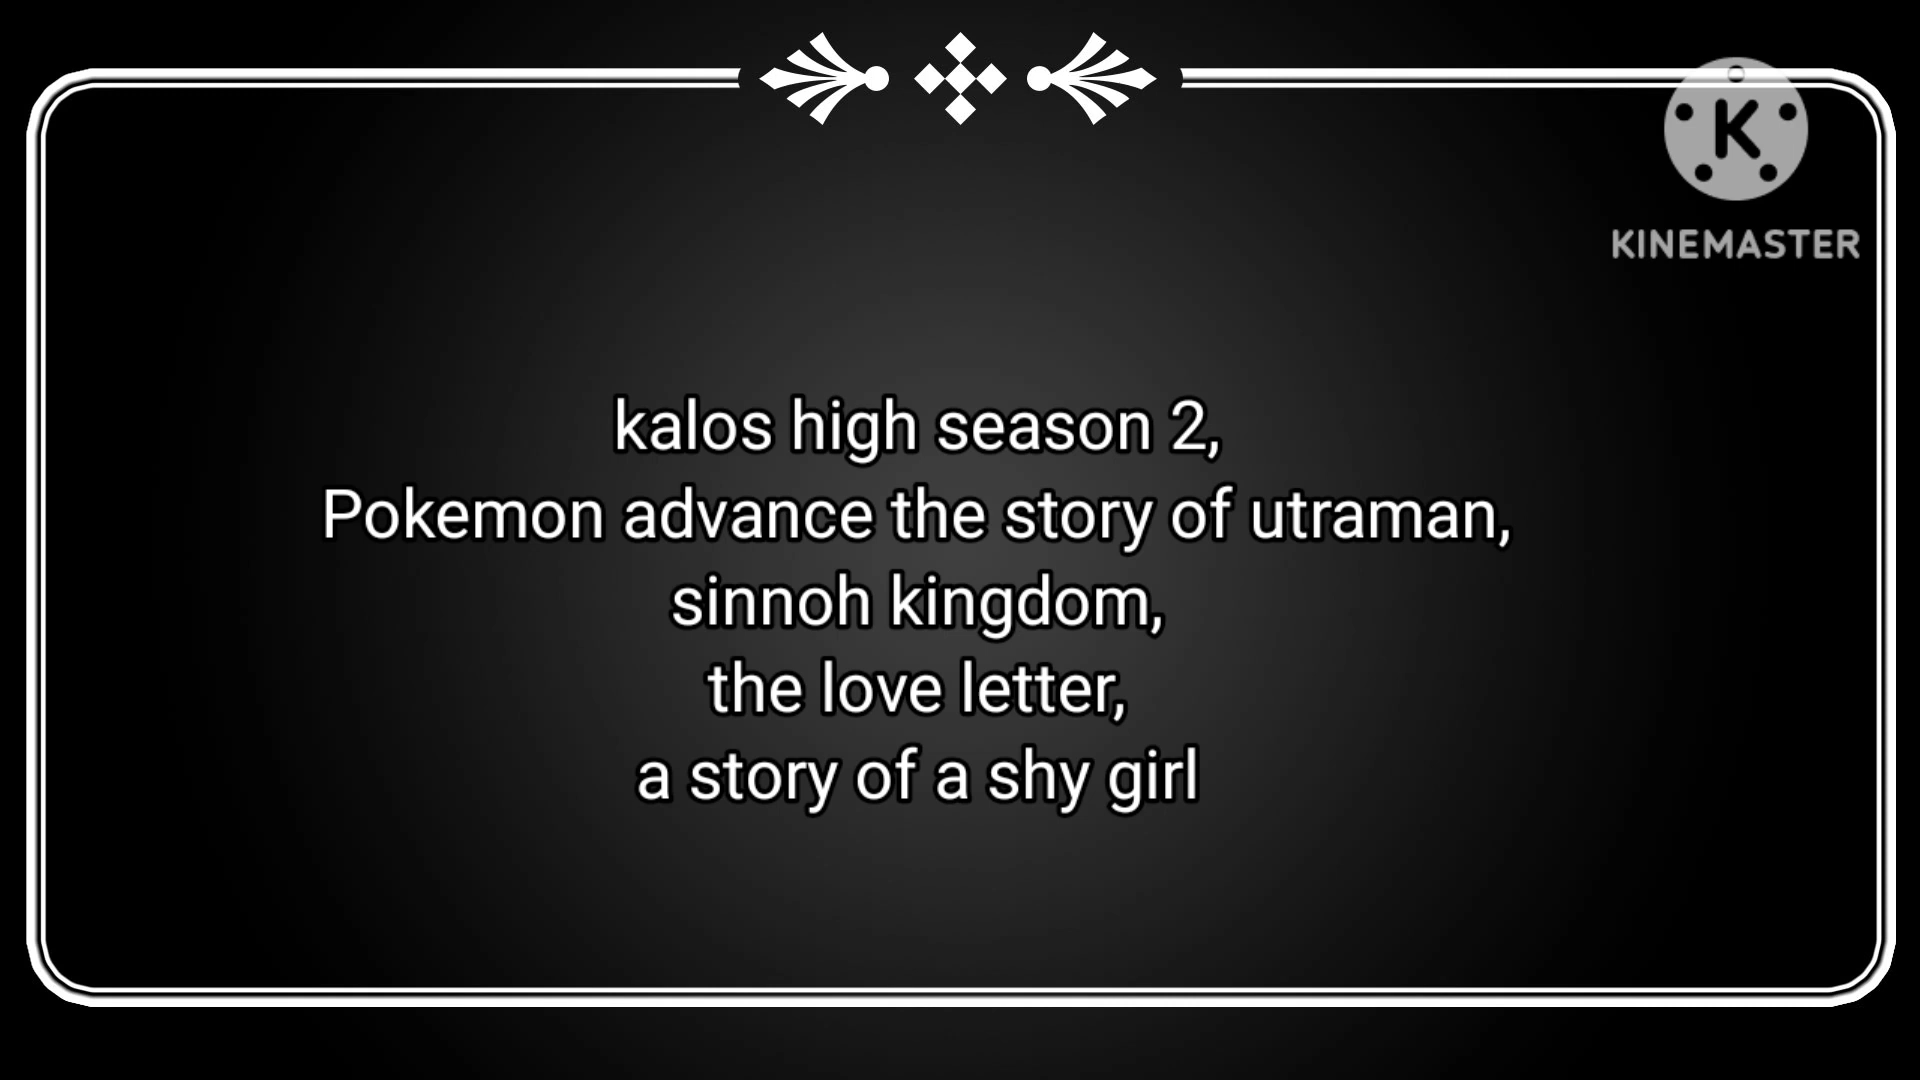 K
KINEMASTER
kalos high season 2,
Pokemon advance the story of utraman,
sinnoh kingdom,
the love letter,
a story of a shy girl